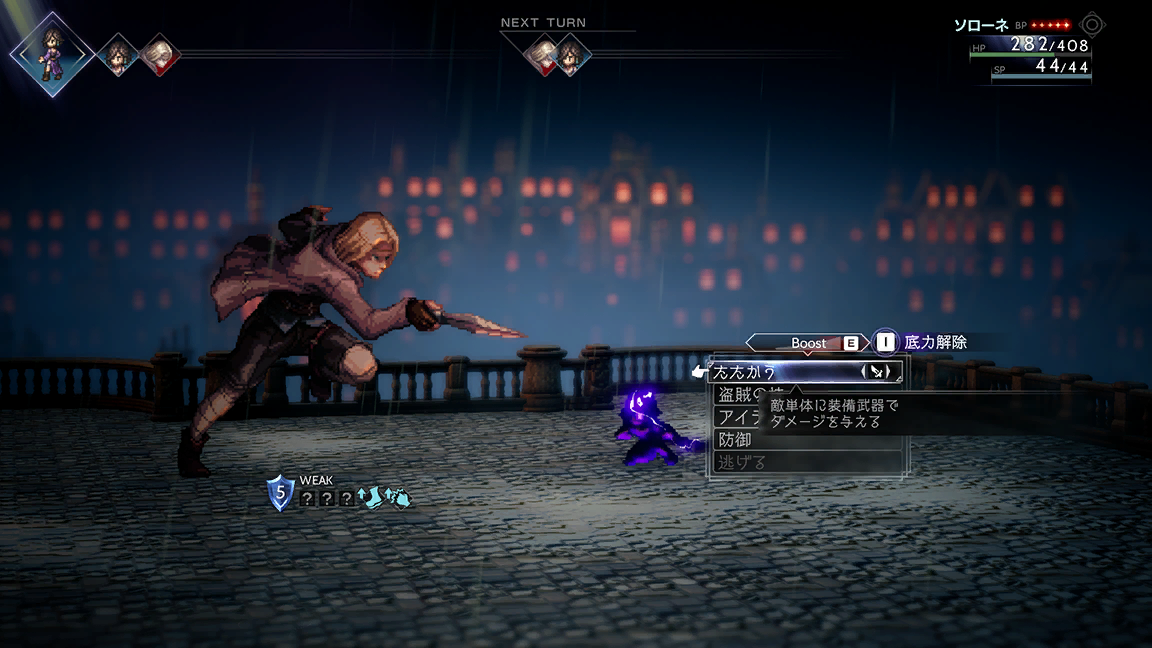 NEXT TURN
ソローネ BP
HP 282/408
SP 44/44
Boost E I 底力解除
たたかう
盗賊の技
敵単体に装備武器で
ダメージを与える
アイテ
防御
逃げる
5 WEAK
? ? ?